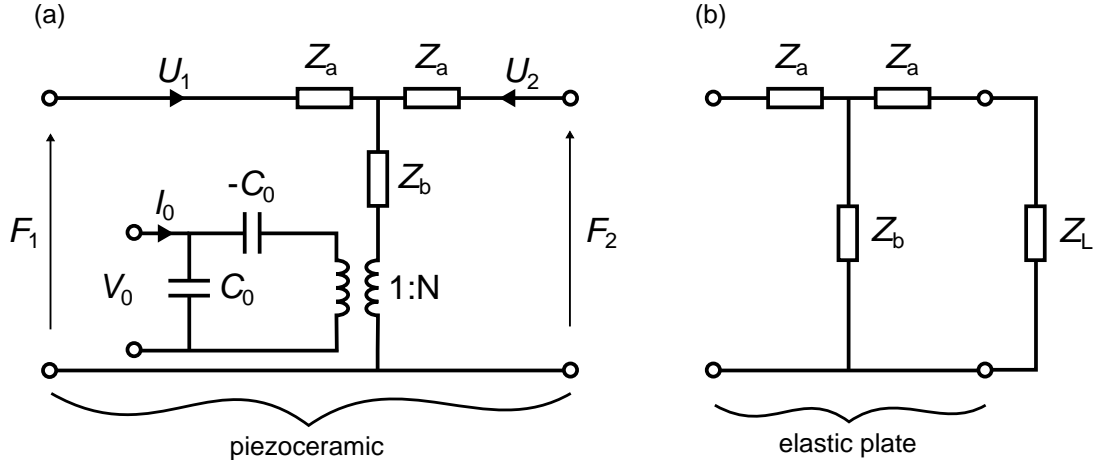 (a)
(b)
Za Za
U1 U2
Zb
-C0
I0
F1
V0 C0 1:N
F2
piezoceramic
Za Za
Zb ZL
elastic plate